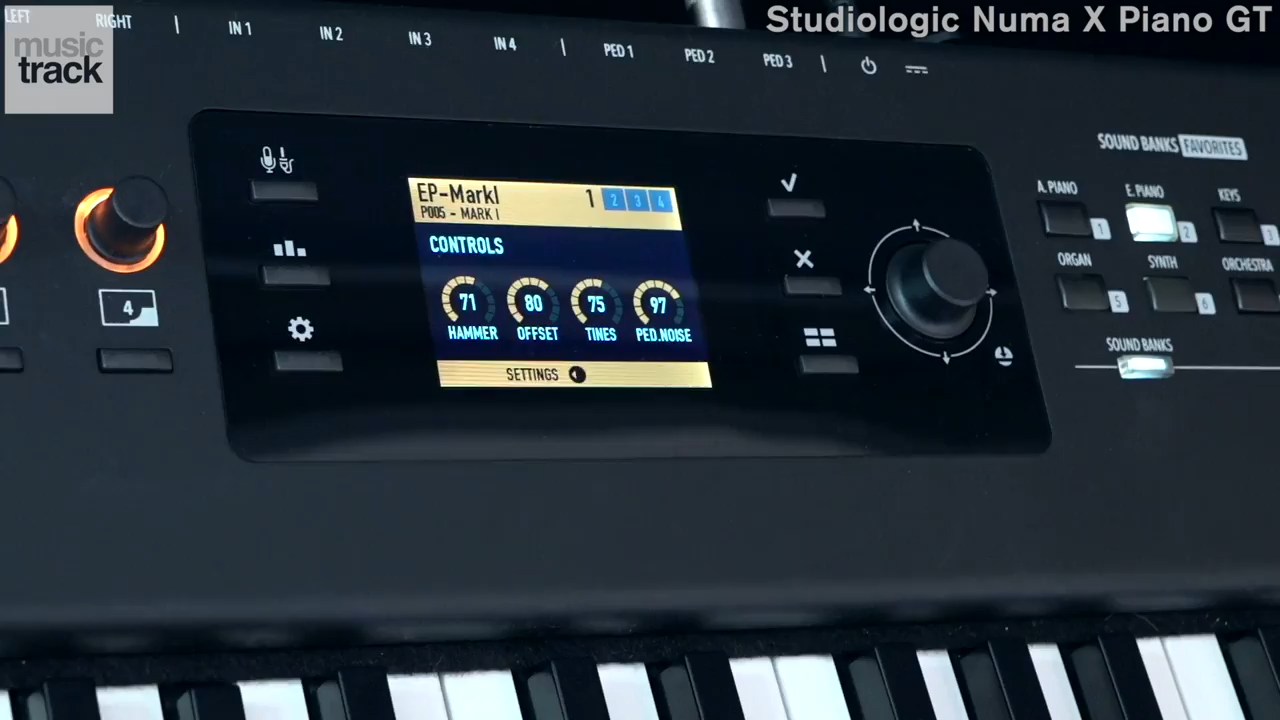 Studiologic Numa X Piano GT
music
track
LEFT RIGHT IN 1 IN 2 IN 3 IN 4 PED 1 PED 2 PED 3
SOUND BANKS FAVORITES
A. PIANO E. PIANO KEYS
1 2 3
ORGAN SYNTH ORCHESTRA
5 6
SOUND BANKS
4
EP-MarkI 1 2 3 4
P005 - MARK I
CONTROLS
71 80 75 97
HAMMER OFFSET TINES PED.NOISE
SETTINGS